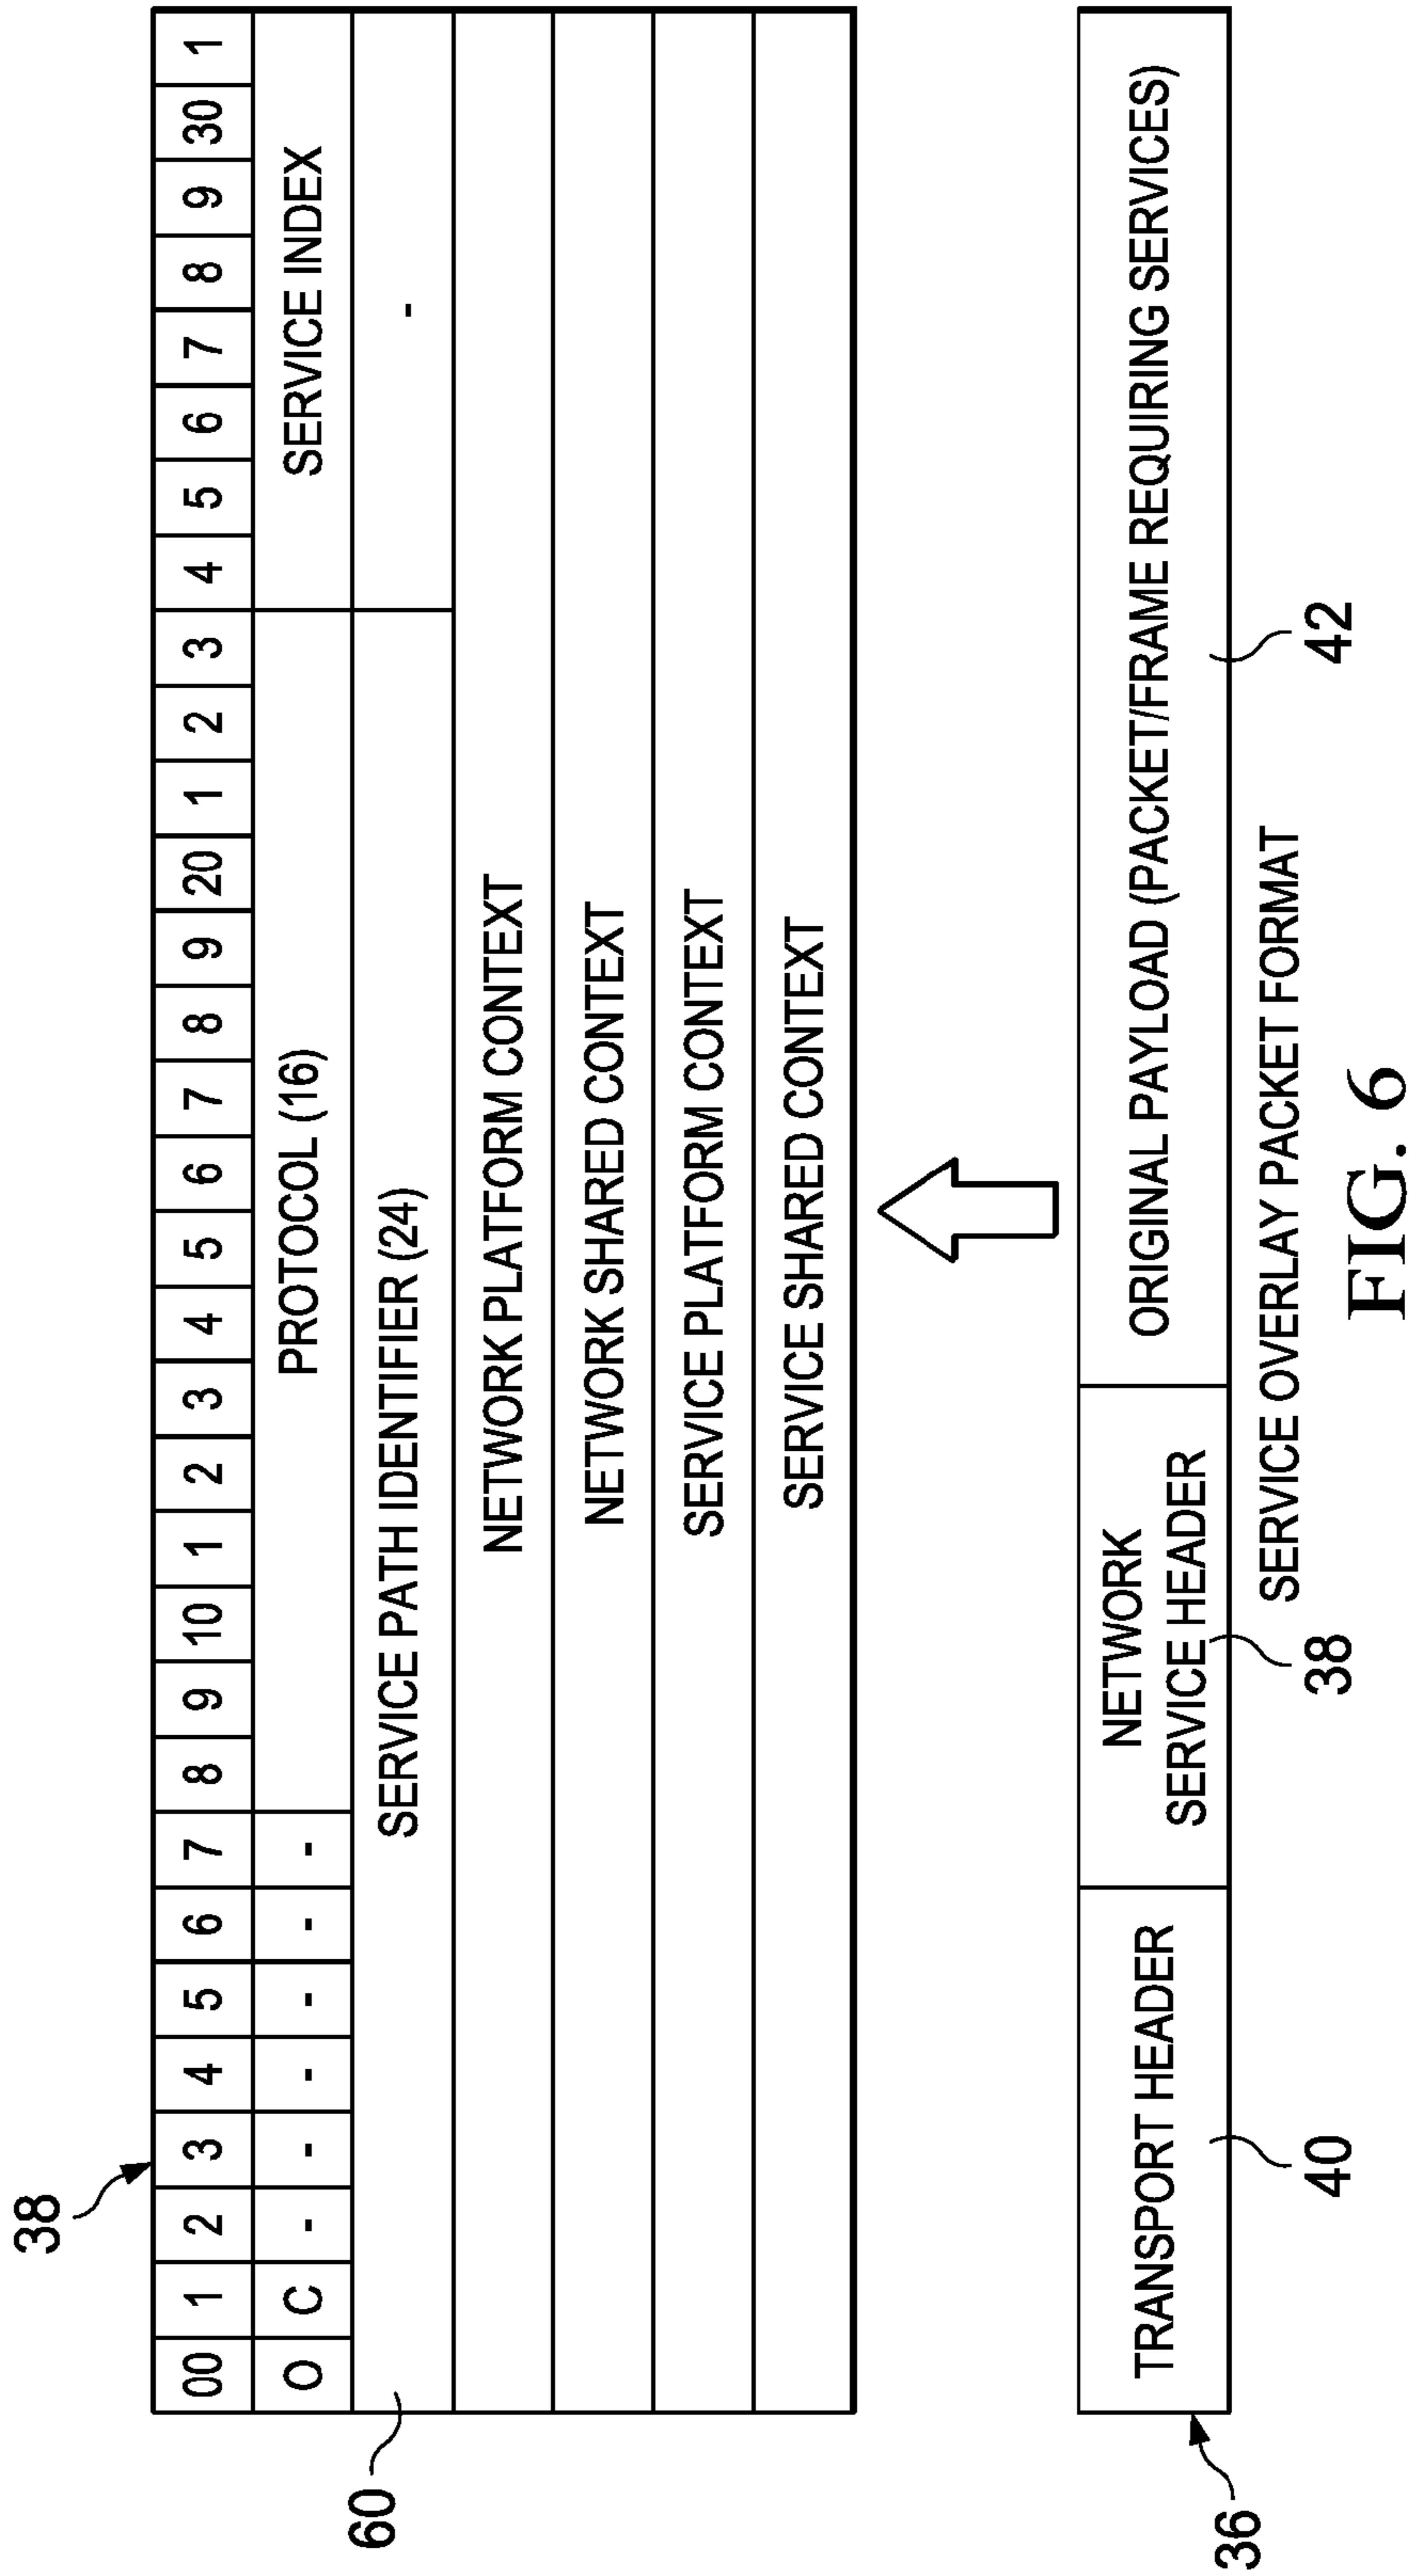 38
00 1 2 3 4 5 6 7 8 9 10 1 2 3 4 5 6 7 8 9 20 1 2 3 4 5 6 7 8 9 30 1
O C - - - - - - PROTOCOL (16) SERVICE INDEX
60 SERVICE PATH IDENTIFIER (24) -
NETWORK PLATFORM CONTEXT
NETWORK SHARED CONTEXT
SERVICE PLATFORM CONTEXT
SERVICE SHARED CONTEXT
TRANSPORT HEADER
NETWORK
SERVICE HEADER
ORIGINAL PAYLOAD (PACKET/FRAME REQUIRING SERVICES)
36
40
38
42
SERVICE OVERLAY PACKET FORMAT
FIG. 6